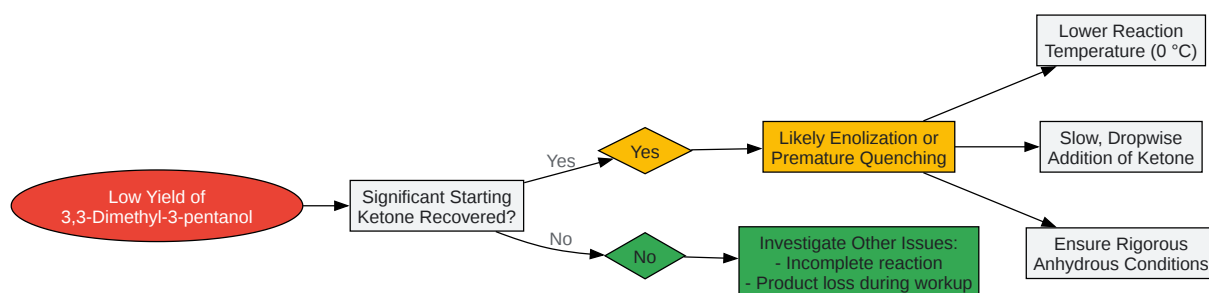 Low Yield of
3,3-Dimethyl-3-pentanol
Significant Starting
Ketone Recovered?
Yes
Yes
Likely Enolization or
Premature Quenching
Lower Reaction
Temperature (0 °C)
Slow, Dropwise
Addition of Ketone
Ensure Rigorous
Anhydrous Conditions
No
No
Investigate Other Issues:
- Incomplete reaction
- Product loss during workup